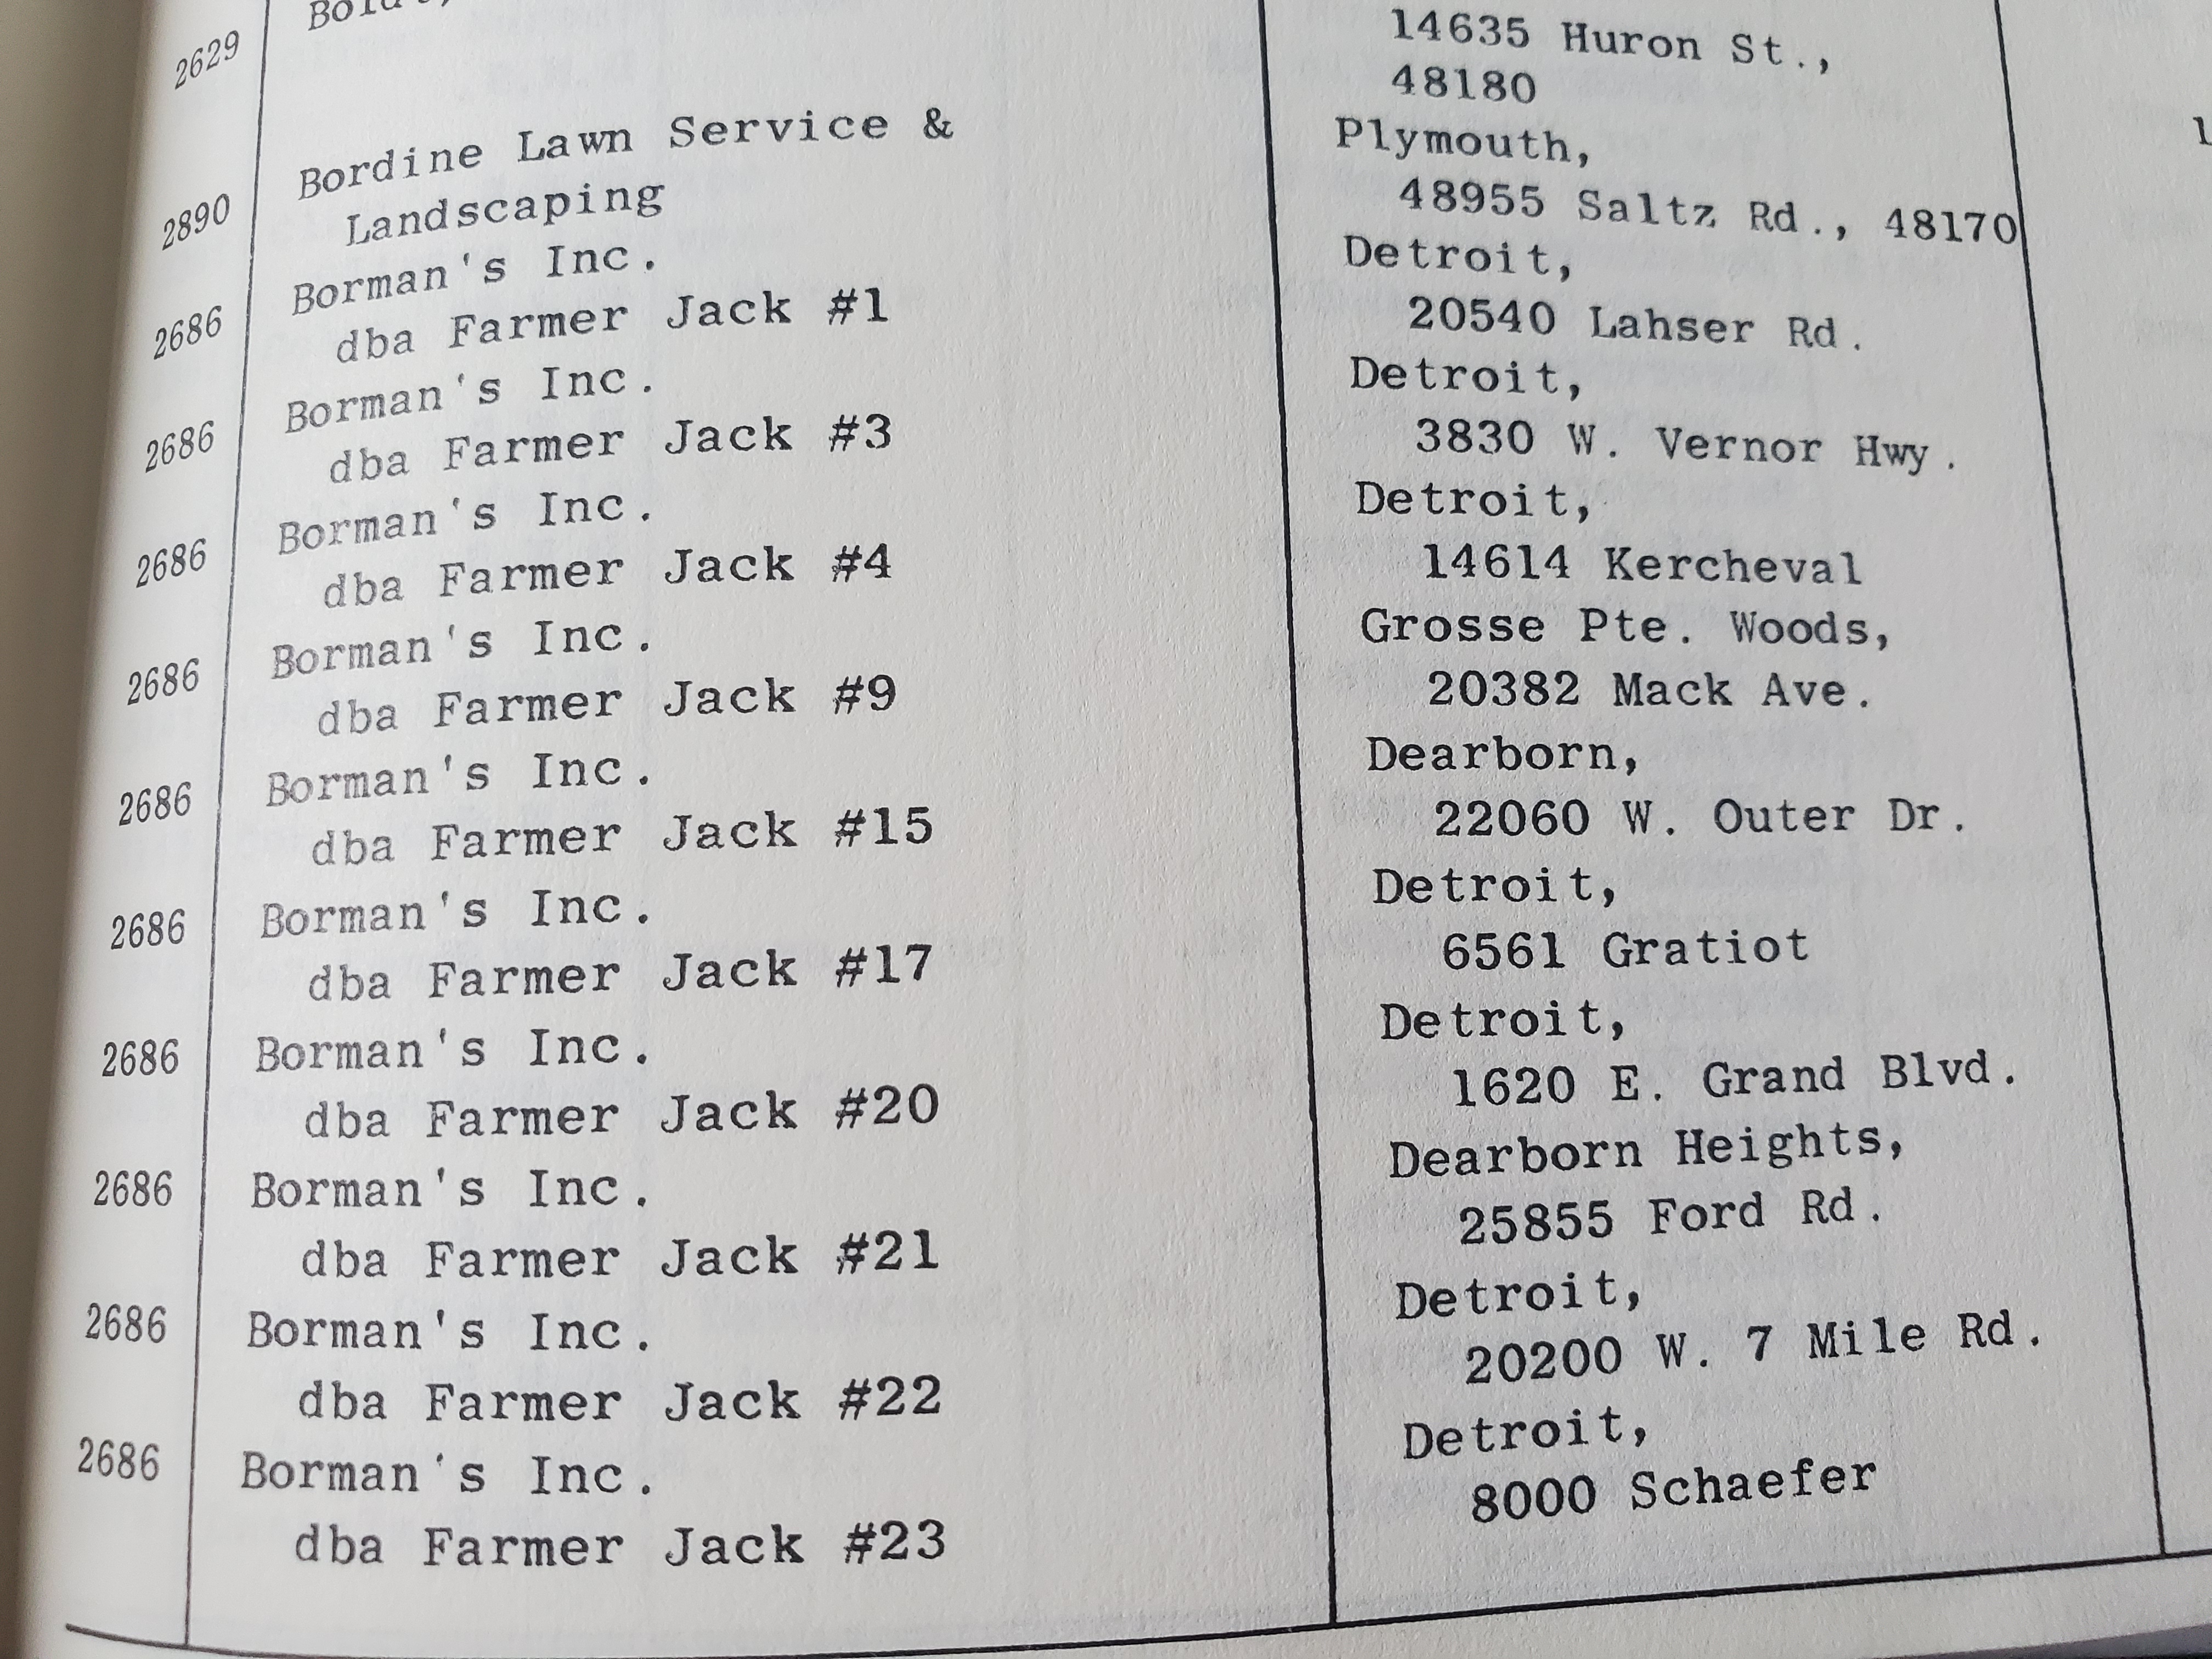 2629
14635 Huron St.,
48180
2890 Bordine Lawn Service & Plymouth,
Landscaping 48955 Saltz Rd., 48170
2686 Borman's Inc. Detroit,
dba Farmer Jack #1 20540 Lahser Rd.
2686 Borman's Inc. Detroit,
dba Farmer Jack #3 3830 W. Vernor Hwy.
2686 Borman's Inc. Detroit,
dba Farmer Jack #4 14614 Kercheval
2686 Borman's Inc. Grosse Pte. Woods,
dba Farmer Jack #9 20382 Mack Ave.
2686 Borman's Inc. Dearborn,
dba Farmer Jack #15 22060 W. Outer Dr.
2686 Borman's Inc. Detroit,
dba Farmer Jack #17 6561 Gratiot
2686 Borman's Inc. Detroit,
dba Farmer Jack #20 1620 E. Grand Blvd.
2686 Borman's Inc. Dearborn Heights,
dba Farmer Jack #21 25855 Ford Rd.
2686 Borman's Inc. Detroit,
dba Farmer Jack #22 20200 W. 7 Mile Rd.
2686 Borman's Inc. Detroit,
dba Farmer Jack #23 8000 Schaefer